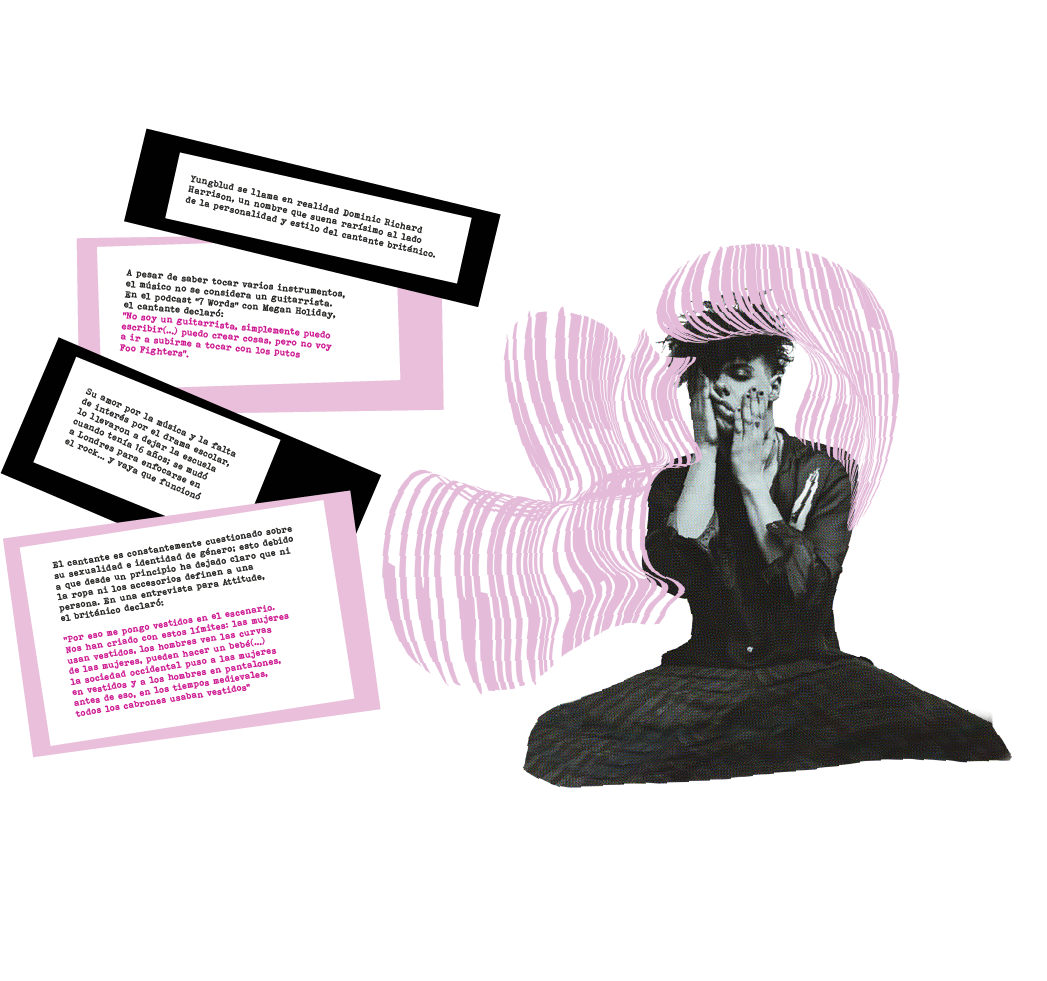 Yungblud se llama en realidad Dominic Richard
Harrison, un nombre que suena rarísimo al lado
de la personalidad y estilo del cantante británico.
A pesar de saber tocar varios instrumentos,
el músico no se considera un guitarrista.
En el podcast "7 Words" con Megan Holiday,
el cantante declaró:
"No soy un guitarrista, simplemente puedo
escribir(...) puedo crear cosas, pero no voy
a ir a subirme a tocar con los putos
Foo Fighters".
Su amor por la música y la falta
de interés por el drama escolar,
lo llevaron a dejar la escuela
cuando tenía 16 años; se mudó
a Londres para enfocarse en
el rock... y vaya que funcionó
El cantante es constantemente cuestionado sobre
su sexualidad e identidad de género; esto debido
a que desde un principio ha dejado claro que ni
la ropa ni los accesorios definen a una
persona. En una entrevista para Attitude,
el británico declaró:
"Por eso me pongo vestidos en el escenario.
Nos han criado con estos límites: las mujeres
usan vestidos, los hombres ven las curvas
de las mujeres, pueden hacer un bebé(...)
la sociedad occidental puso a las mujeres
en vestidos y a los hombres en pantalones,
antes de eso, en los tiempos medievales,
todos los cabrones usaban vestidos"